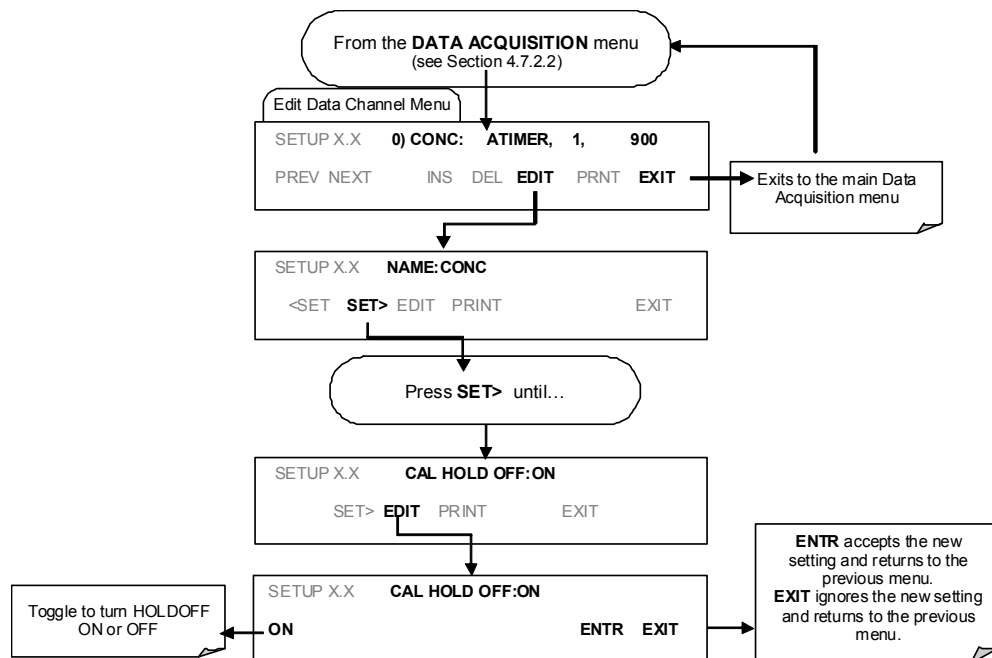 From the DATA ACQUISITION menu
(see Section 4.7.2.2)
Edit Data Channel Menu
SETUP X.X 0) CONC: ATIMER, 1, 900
PREV NEXT INS DEL EDIT PRNT EXIT
Exits to the main Data
Acquisition menu
SETUP X.X NAME:CONC
<SET SET> EDIT PRINT EXIT
Press SET> until…
SETUP X.X CAL HOLD OFF:ON
SET> EDIT PRINT EXIT
SETUP X.X CAL HOLD OFF:ON
ON ENTR EXIT
Toggle to turn HOLDOFF
ON or OFF
ENTR accepts the new
setting and returns to the
previous menu.
EXIT ignores the new setting
and returns to the previous
menu.